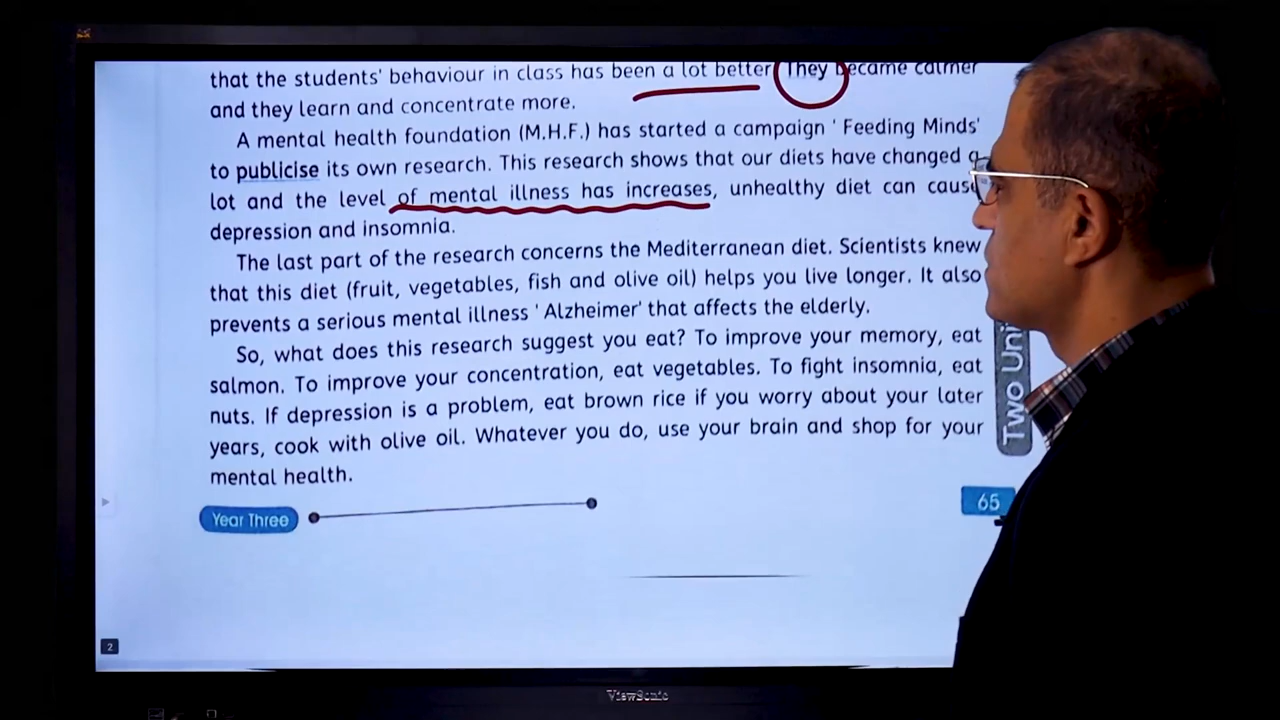 that the students' behaviour in class has been a lot better They became calmer
and they learn and concentrate more.
A mental health foundation (M.H.F.) has started a campaign ' Feeding Minds'
to publicise its own research. This research shows that our diets have changed a
lot and the level of mental illness has increases, unhealthy diet can cause
depression and insomnia.
The last part of the research concerns the Mediterranean diet. Scientists knew
that this diet (fruit, vegetables, fish and olive oil) helps you live longer. It also
prevents a serious mental illness ' Alzheimer' that affects the elderly.
So, what does this research suggest you eat? To improve your memory, eat
salmon. To improve your concentration, eat vegetables. To fight insomnia, eat
nuts. If depression is a problem, eat brown rice if you worry about your later
years, cook with olive oil. Whatever you do, use your brain and shop for your
mental health.
Two Uni
Year Three
65
2
ViewSonic